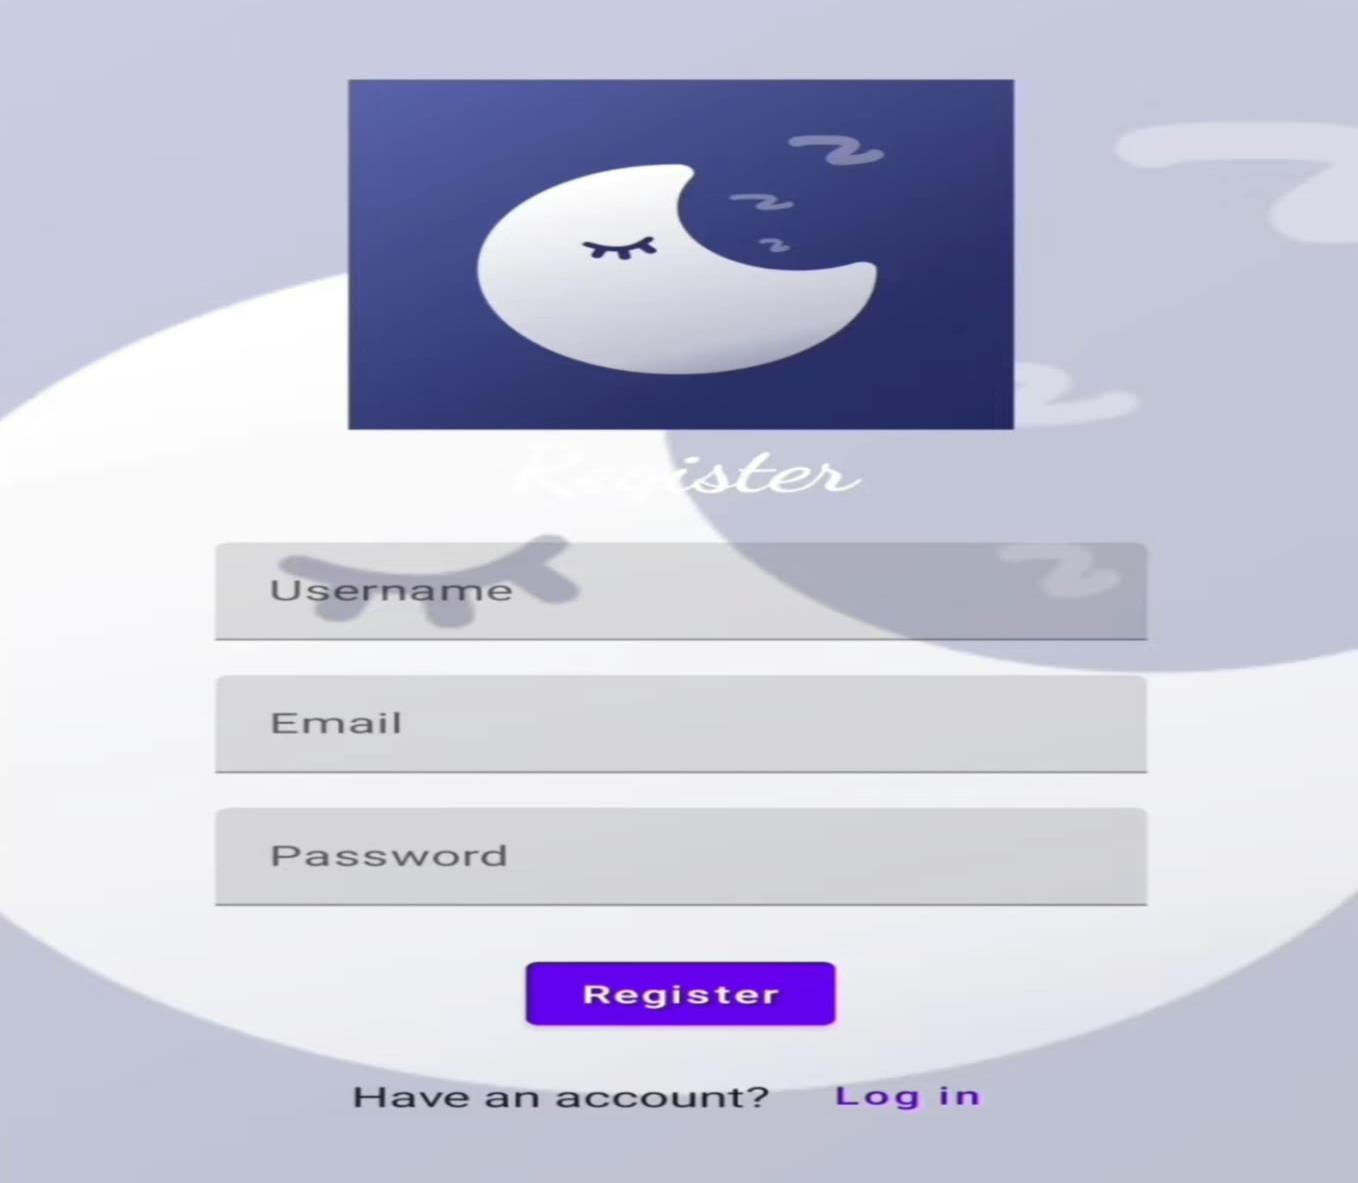 Register
Username
Email
Password
Register
Have an account? Log in